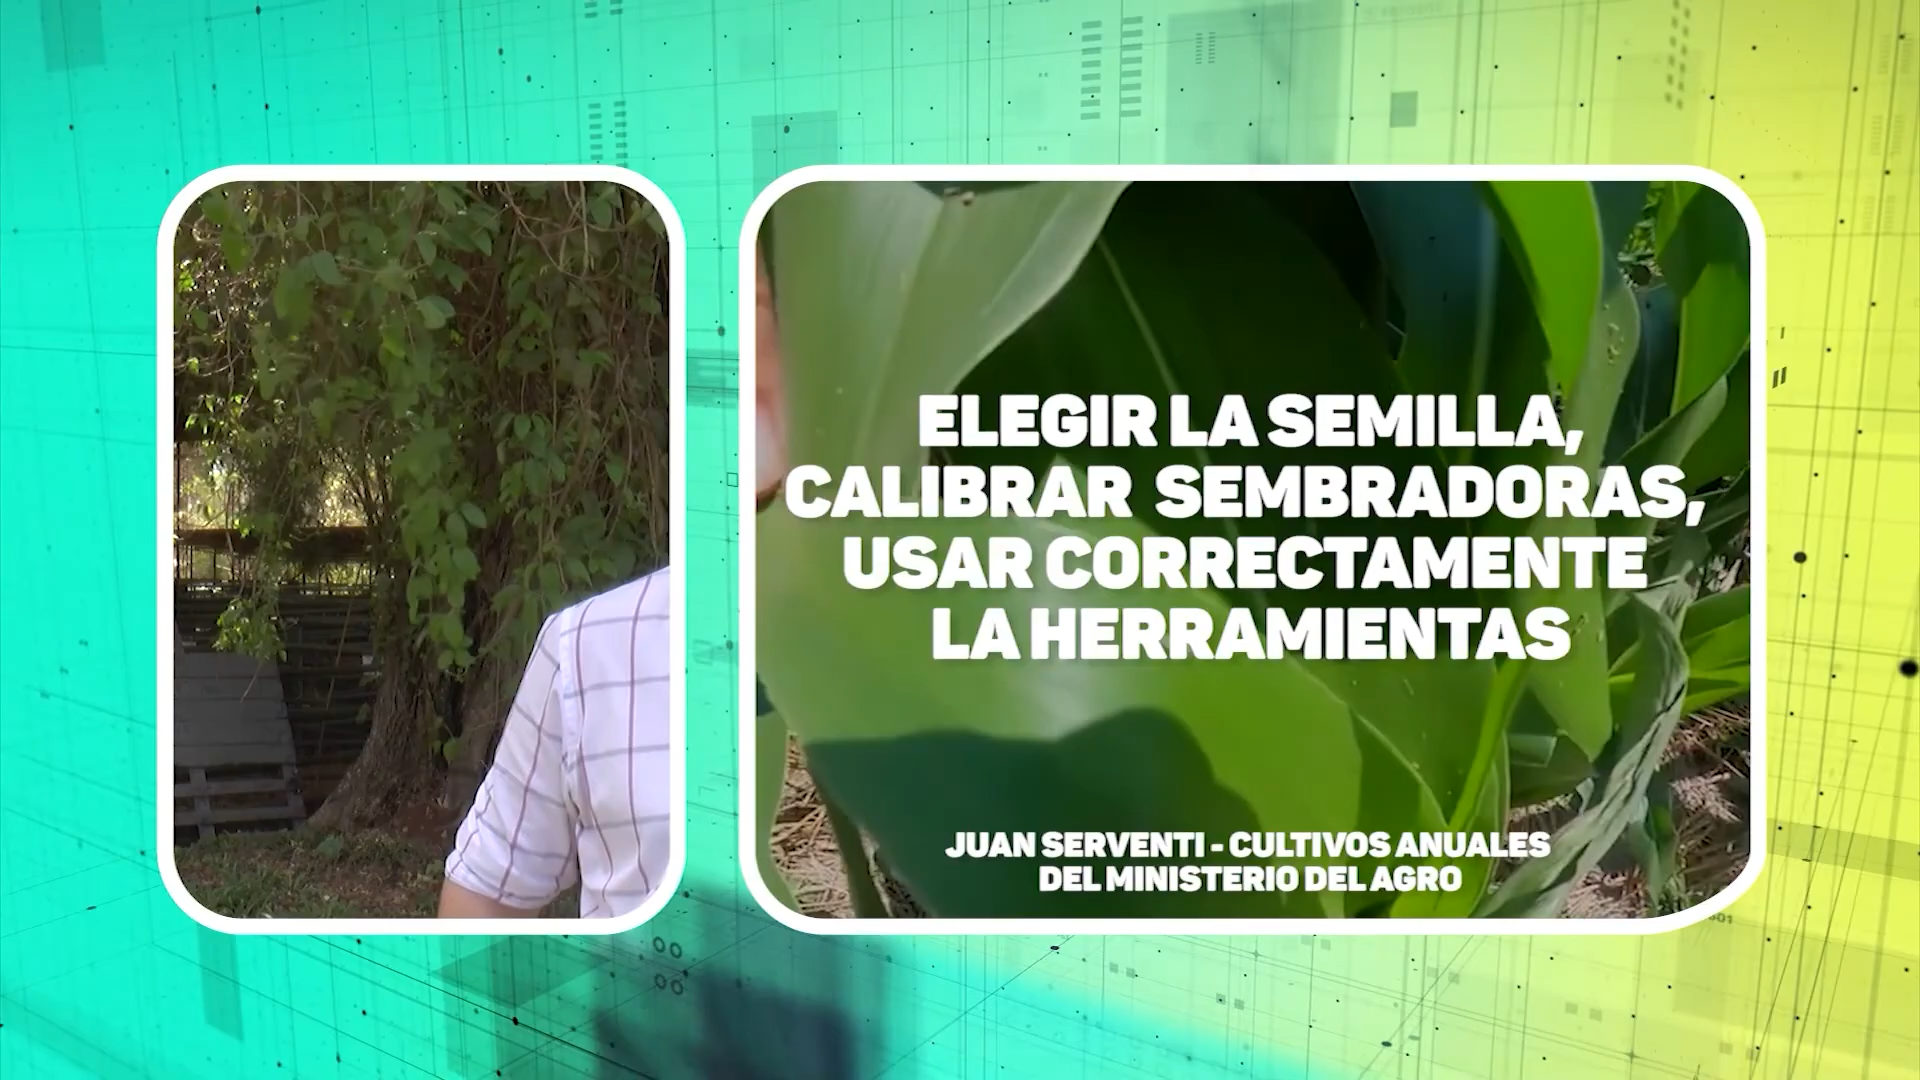 ELEGIR LA SEMILLA,
CALIBRAR SEMBRADORAS,
USAR CORRECTAMENTE
LA HERRAMIENTAS
JUAN SERVENTI - CULTIVOS ANUALES
DEL MINISTERIO DEL AGRO